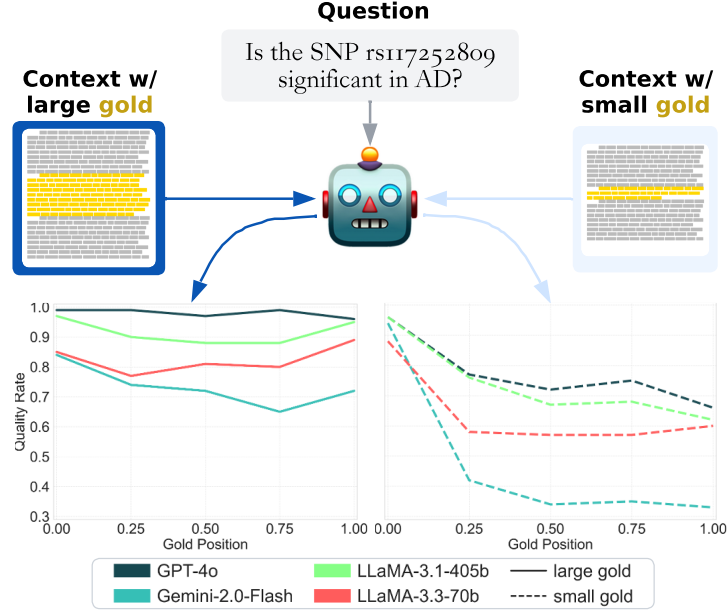 Question
Is the SNP rs117252809
significant in AD?
Context w/
large gold
Context w/
small gold
1.0
0.9
0.8
0.7
0.6
0.5
0.4
0.3
Quality Rate
0.00 0.25 0.50 0.75 1.00
Gold Position
0.00 0.25 0.50 0.75 1.00
Gold Position
GPT-4o
LLaMA-3.1-405b
large gold
Gemini-2.0-Flash
LLaMA-3.3-70b
small gold